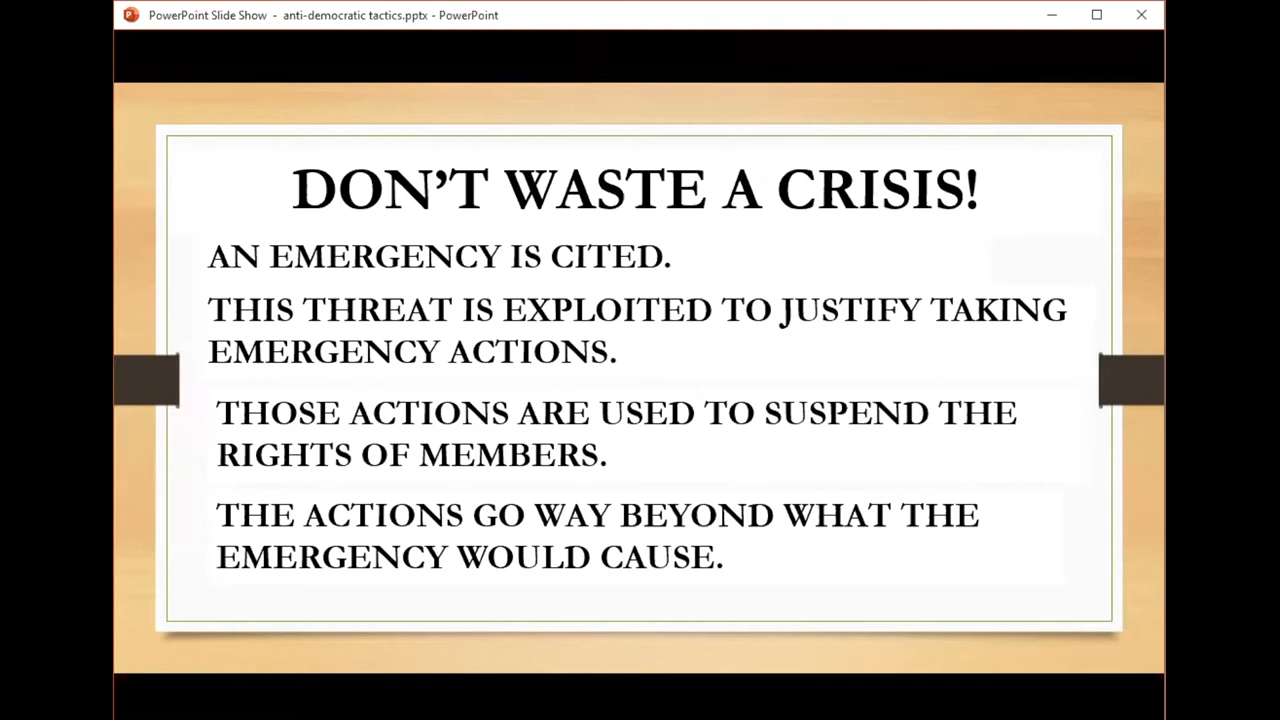 PowerPoint Slide Show - anti-democratic tactics.pptx - PowerPoint
DON'T WASTE A CRISIS!
AN EMERGENCY IS CITED.
THIS THREAT IS EXPLOITED TO JUSTIFY TAKING
EMERGENCY ACTIONS.
THOSE ACTIONS ARE USED TO SUSPEND THE
RIGHTS OF MEMBERS.
THE ACTIONS GO WAY BEYOND WHAT THE
EMERGENCY WOULD CAUSE.